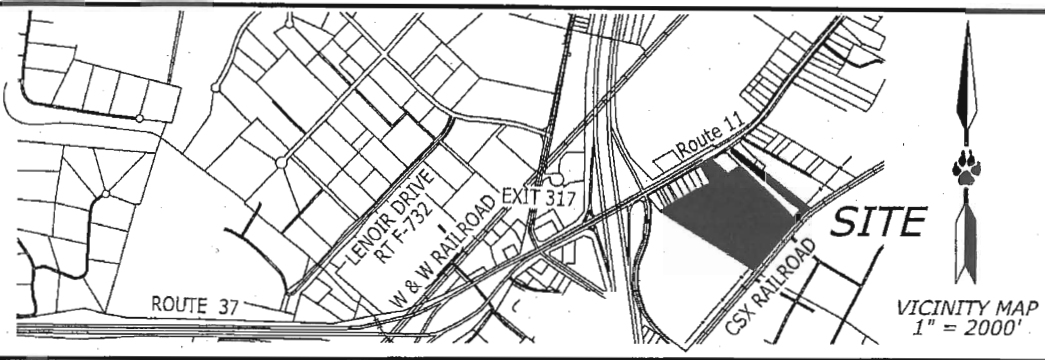 Route 11
LENOIR DRIVE
RT F-732
W & W RAILROAD
EXIT 317
SITE
CSX RAILROAD
ROUTE 37
VICINITY MAP
1" = 2000'